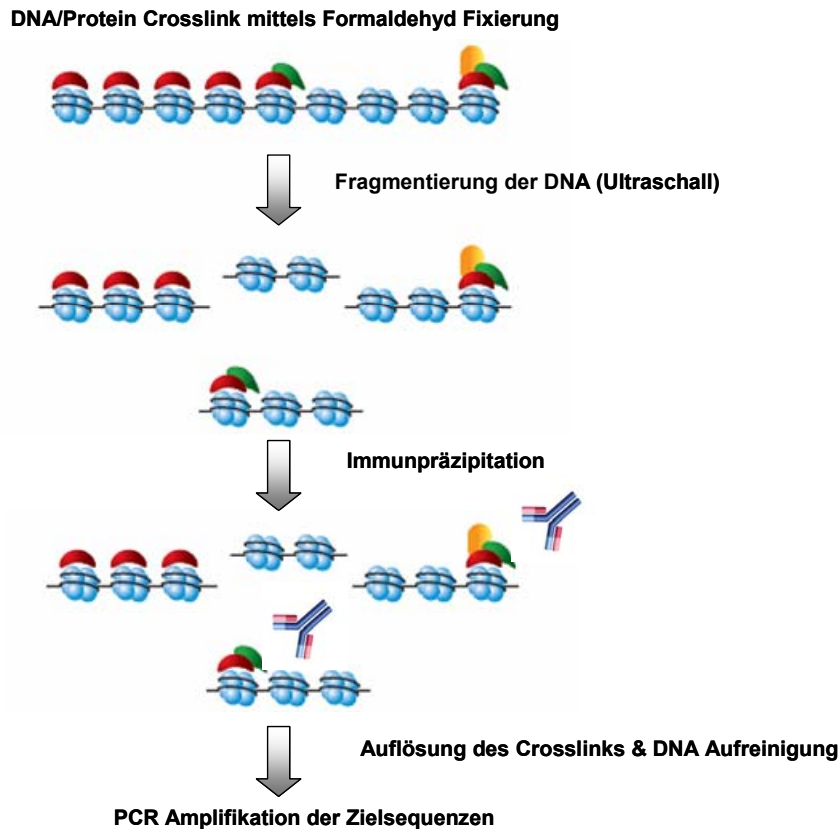 DNA/Protein Crosslink mittels Formaldehyd Fixierung
Fragmentierung der DNA (Ultraschall)
Immunpräzipitation
Auflösung des Crosslinks & DNA Aufreinigung
PCR Amplifikation der Zielsequenzen